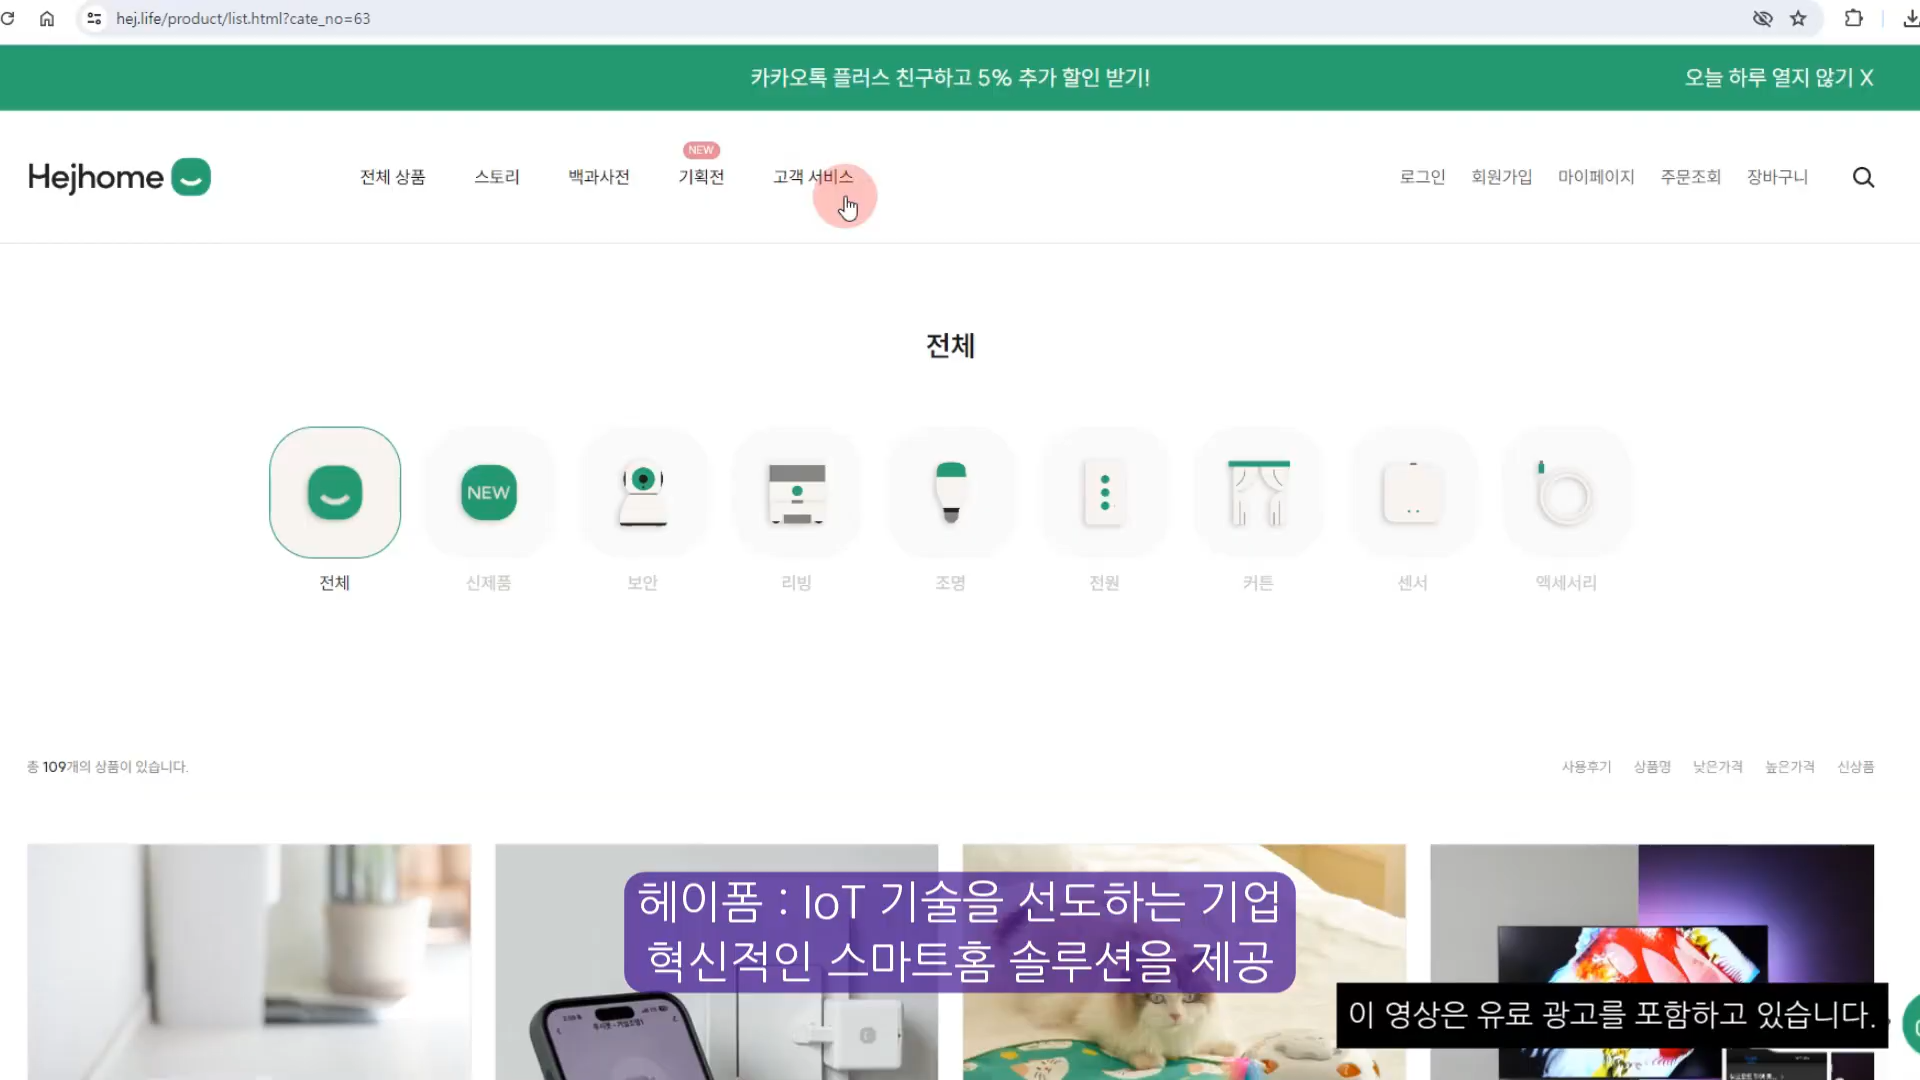 hej.life/product/list.html?cate_no=63
카카오톡 플러스 친구하고 5% 추가 할인 받기!
오늘 하루 열지 않기 X
Hejhome
전체 상품 스토리 백과사전 기획전 고객 서비스
NEW
로그인 회원가입 마이페이지 주문조회 장바구니
전체
NEW
전체 신제품 보안 리빙 조명 전원 커튼 센서 액세서리
총 109개의 상품이 있습니다.
사용후기 상품명 낮은가격 높은가격 신상품
헤이폼 : IoT 기술을 선도하는 기업
혁신적인 스마트홈 솔루션을 제공
이 영상은 유료 광고를 포함하고 있습니다.